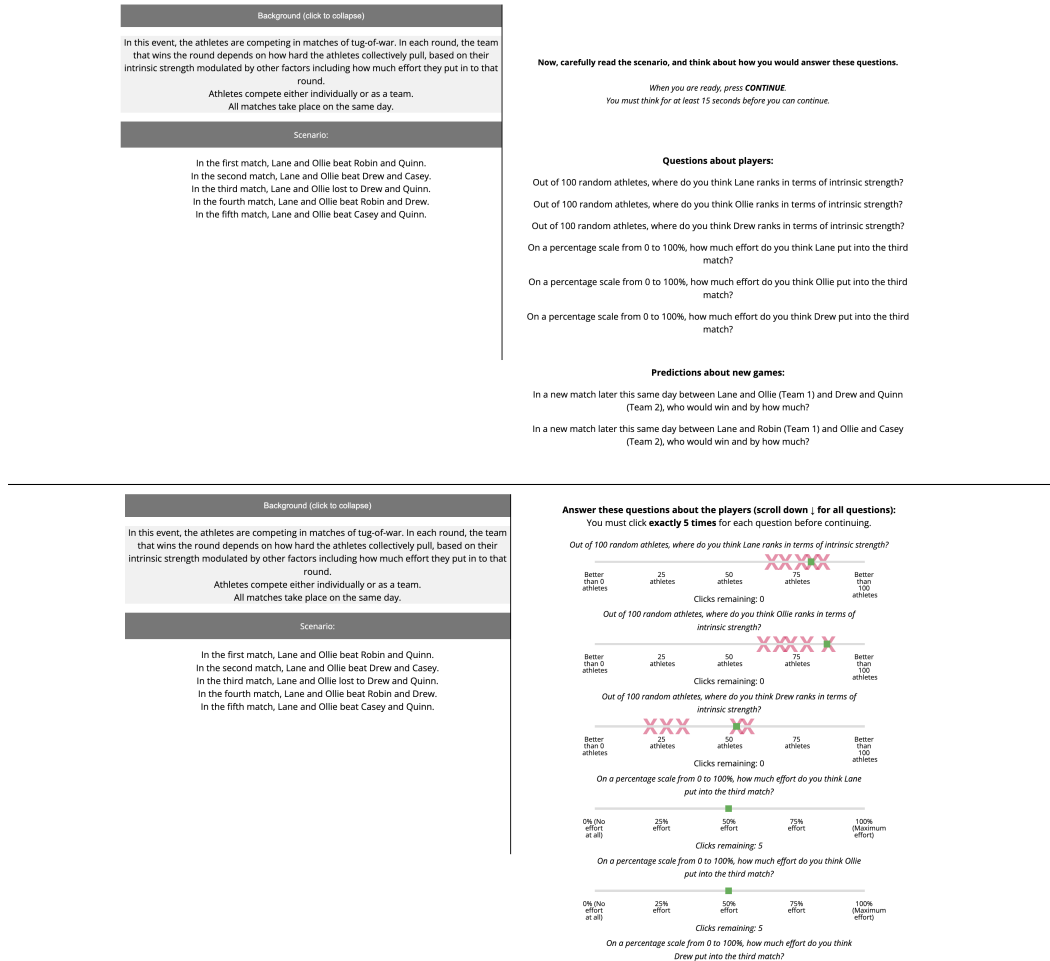 Background (click to collapse)
In this event, the athletes are competing in matches of tug-of-war. In each round, the team
that wins the round depends on how hard the athletes collectively pull, based on their
intrinsic strength modulated by other factors including how much effort they put in to that
round.
Athletes compete either individually or as a team.
All matches take place on the same day.
Scenario:
In the first match, Lane and Ollie beat Robin and Quinn.
In the second match, Lane and Ollie beat Drew and Casey.
In the third match, Lane and Ollie lost to Drew and Quinn.
In the fourth match, Lane and Ollie beat Robin and Drew.
In the fifth match, Lane and Ollie beat Casey and Quinn.
Now, carefully read the scenario, and think about how you would answer these questions.
When you are ready, press CONTINUE.
You must think for at least 15 seconds before you can continue.
Questions about players:
Out of 100 random athletes, where do you think Lane ranks in terms of intrinsic strength?
Out of 100 random athletes, where do you think Ollie ranks in terms of intrinsic strength?
Out of 100 random athletes, where do you think Drew ranks in terms of intrinsic strength?
On a percentage scale from 0 to 100%, how much effort do you think Lane put into the third
match?
On a percentage scale from 0 to 100%, how much effort do you think Ollie put into the third
match?
On a percentage scale from 0 to 100%, how much effort do you think Drew put into the third
match?
Predictions about new games:
In a new match later this same day between Lane and Ollie (Team 1) and Drew and Quinn
(Team 2), who would win and by how much?
In a new match later this same day between Lane and Robin (Team 1) and Ollie and Casey
(Team 2), who would win and by how much?
Background (click to collapse)
In this event, the athletes are competing in matches of tug-of-war. In each round, the team
that wins the round depends on how hard the athletes collectively pull, based on their
intrinsic strength modulated by other factors including how much effort they put in to that
round.
Athletes compete either individually or as a team.
All matches take place on the same day.
Scenario:
In the first match, Lane and Ollie beat Robin and Quinn.
In the second match, Lane and Ollie beat Drew and Casey.
In the third match, Lane and Ollie lost to Drew and Quinn.
In the fourth match, Lane and Ollie beat Robin and Drew.
In the fifth match, Lane and Ollie beat Casey and Quinn.
Answer these questions about the players (scroll down ↓ for all questions):
You must click exactly 5 times for each question before continuing.
Out of 100 random athletes, where do you think Lane ranks in terms of intrinsic strength?
Better than 0 athletes 25 athletes 50 athletes 75 athletes Better than 100 athletes
Clicks remaining: 0
Out of 100 random athletes, where do you think Ollie ranks in terms of
intrinsic strength?
Better than 0 athletes 25 athletes 50 athletes 75 athletes Better than 100 athletes
Clicks remaining: 0
Out of 100 random athletes, where do you think Drew ranks in terms of
intrinsic strength?
Better than 0 athletes 25 athletes 50 athletes 75 athletes Better than 100 athletes
Clicks remaining: 0
On a percentage scale from 0 to 100%, how much effort do you think Lane
put into the third match?
0% (No effort at all) 25% effort 50% effort 75% effort 100% (Maximum effort)
Clicks remaining: 5
On a percentage scale from 0 to 100%, how much effort do you think Ollie
put into the third match?
0% (No effort at all) 25% effort 50% effort 75% effort 100% (Maximum effort)
Clicks remaining: 5
On a percentage scale from 0 to 100%, how much effort do you think
Drew put into the third match?